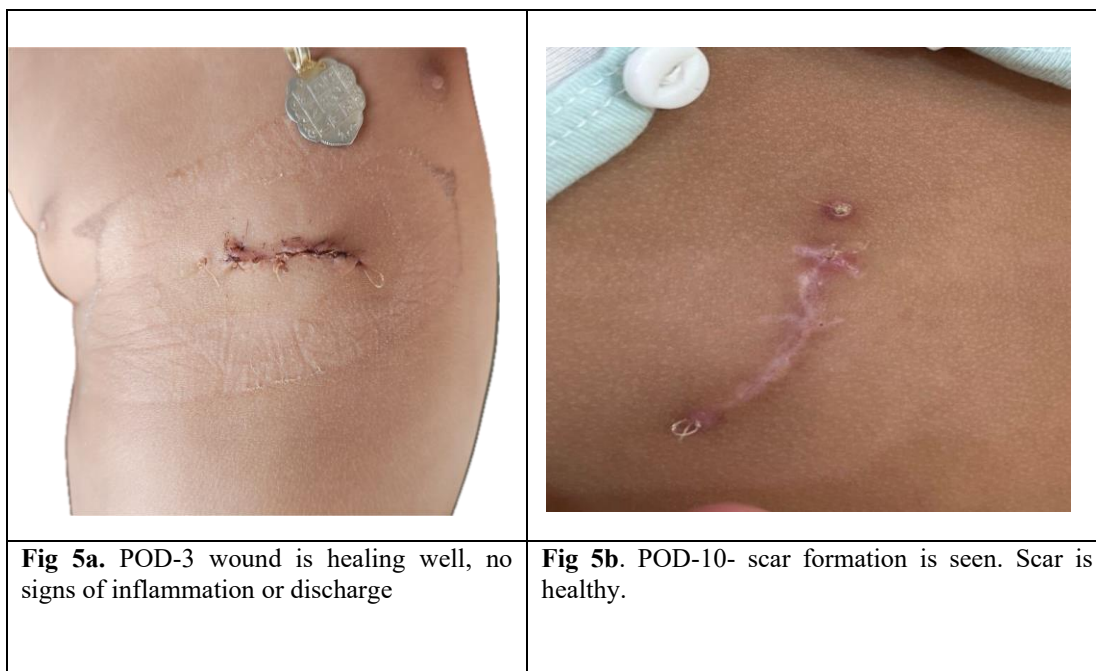 Fig 5a. POD-3 wound is healing well, no
signs of inflammation or discharge
Fig 5b. POD-10- scar formation is seen. Scar is
healthy.